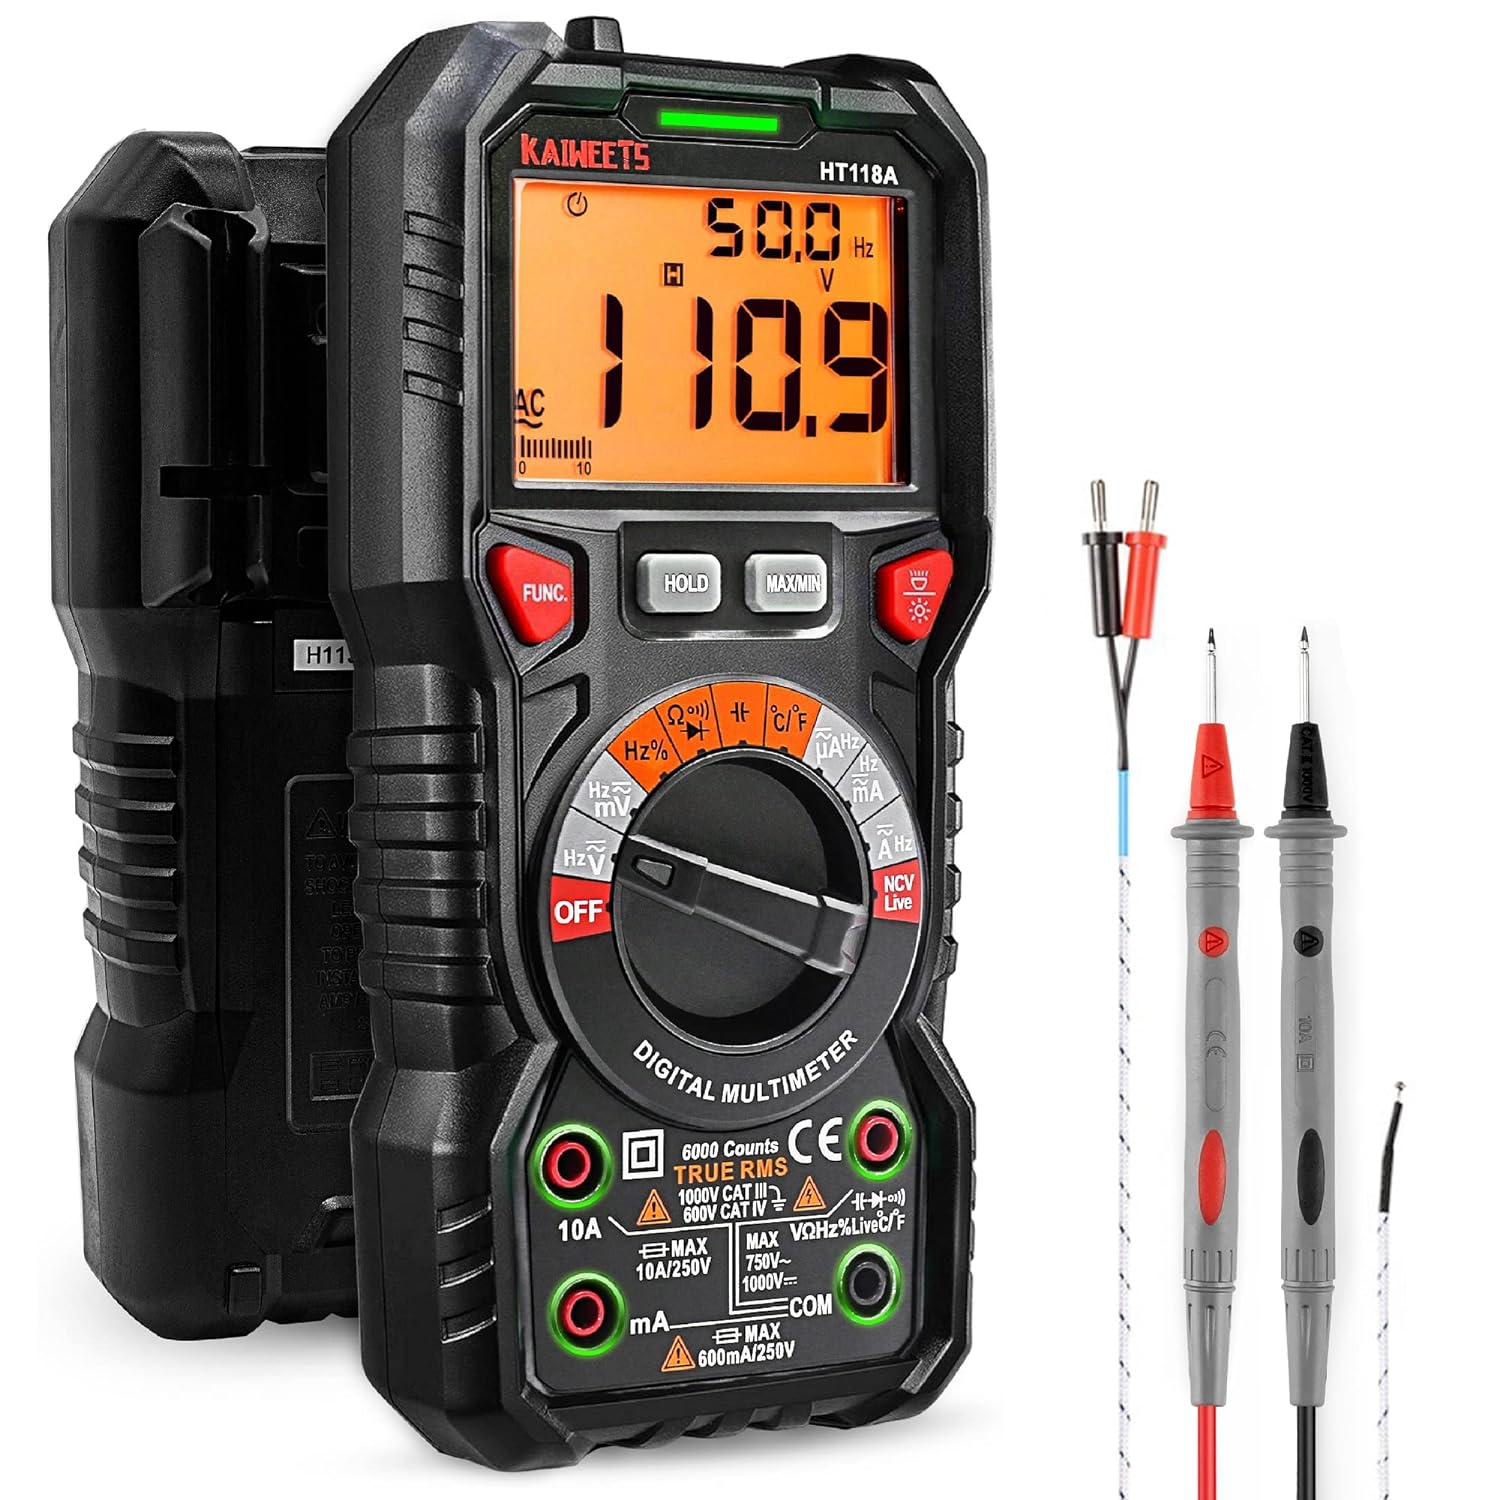 KAIWEETS
HT118A
50.0 Hz
H V
110.9
AC
0 10
FUNC.
HOLD
MAX/MIN
Hz%
Ω
°C/°F
Hz mV
μA Hz
Hz mA
Hz V
A Hz
OFF
NCV
Live
DIGITAL MULTIMETER
6000 Counts
CE
TRUE RMS
1000V CAT III
600V CAT IV
10A
VΩHz%Live°C/°F
MAX
10A/250V
MAX
750V~
1000V⎓
mA
COM
MAX
600mA/250V
1000V
CE
10A